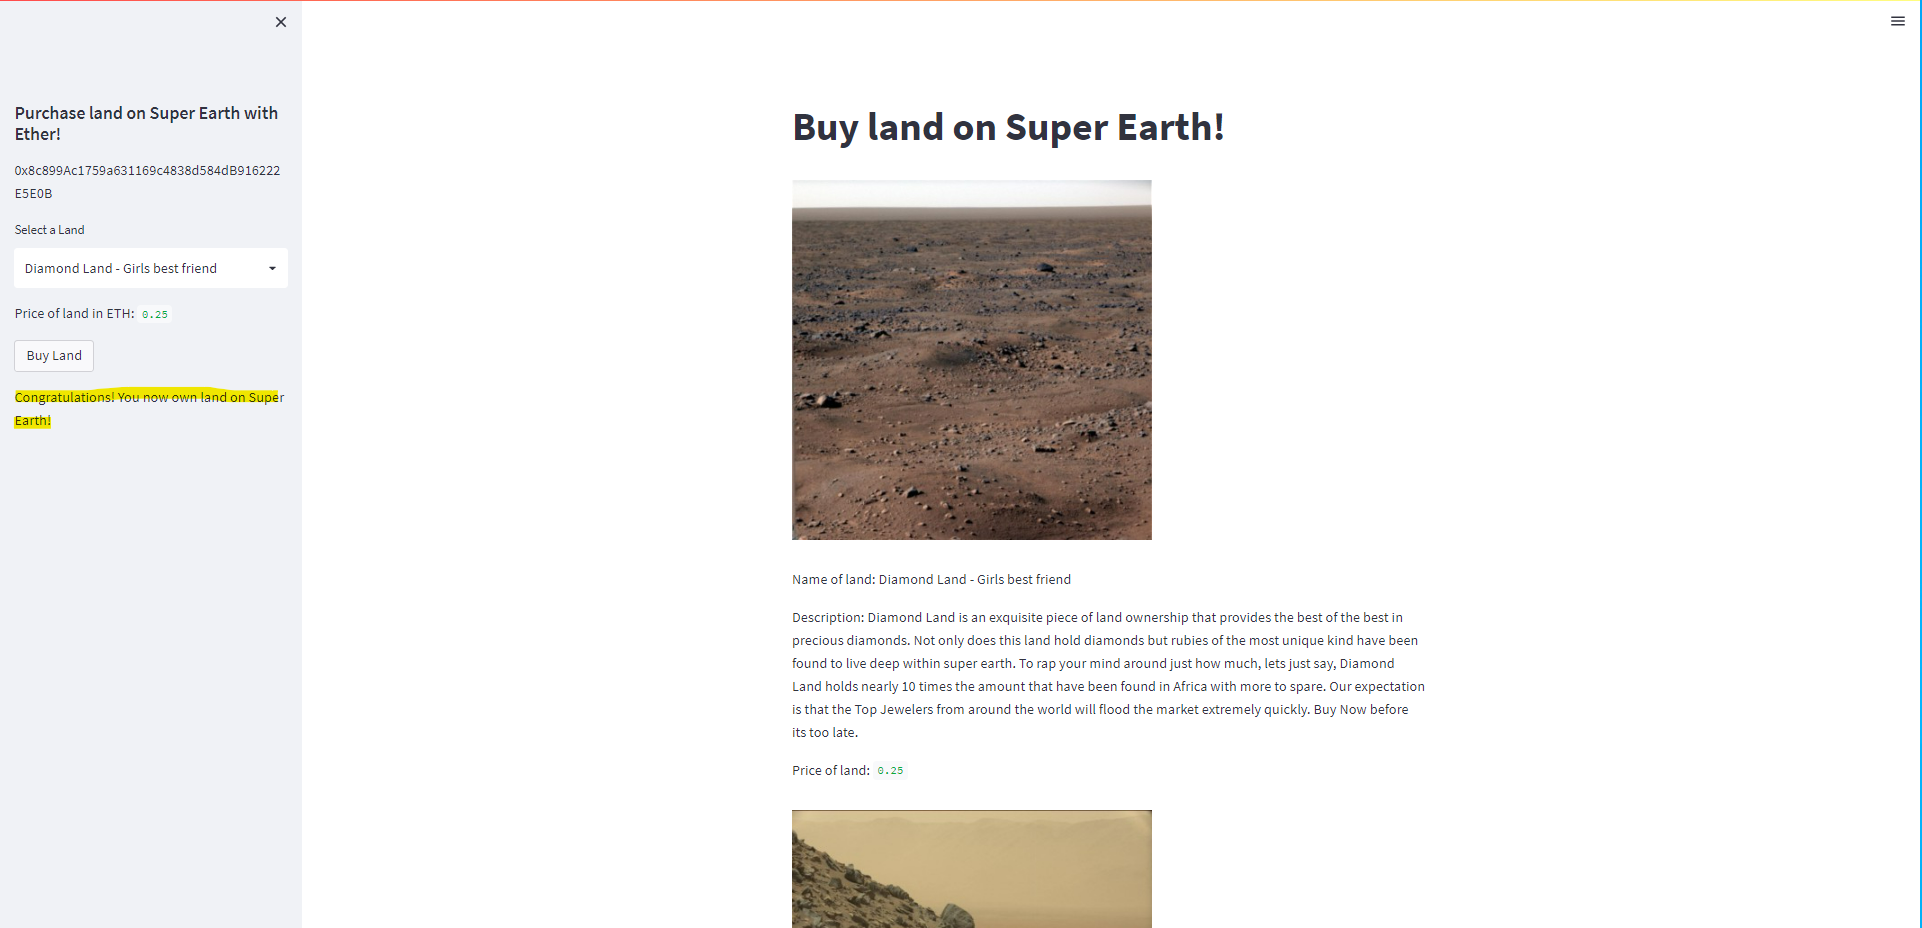 Purchase land on Super Earth with
Ether!
0x8c899Ac1759a631169c4838d584dB916222
E5E0B
Select a Land
Diamond Land - Girls best friend
Price of land in ETH: 0.25
Buy Land
Congratulations! You now own land on Super
Earth!
Buy land on Super Earth!
Name of land: Diamond Land - Girls best friend
Description: Diamond Land is an exquisite piece of land ownership that provides the best of the best in
precious diamonds. Not only does this land hold diamonds but rubies of the most unique kind have been
found to live deep within super earth. To rap your mind around just how much, lets just say, Diamond
Land holds nearly 10 times the amount that have been found in Africa with more to spare. Our expectation
is that the Top Jewelers from around the world will flood the market extremely quickly. Buy Now before
its too late.
Price of land: 0.25